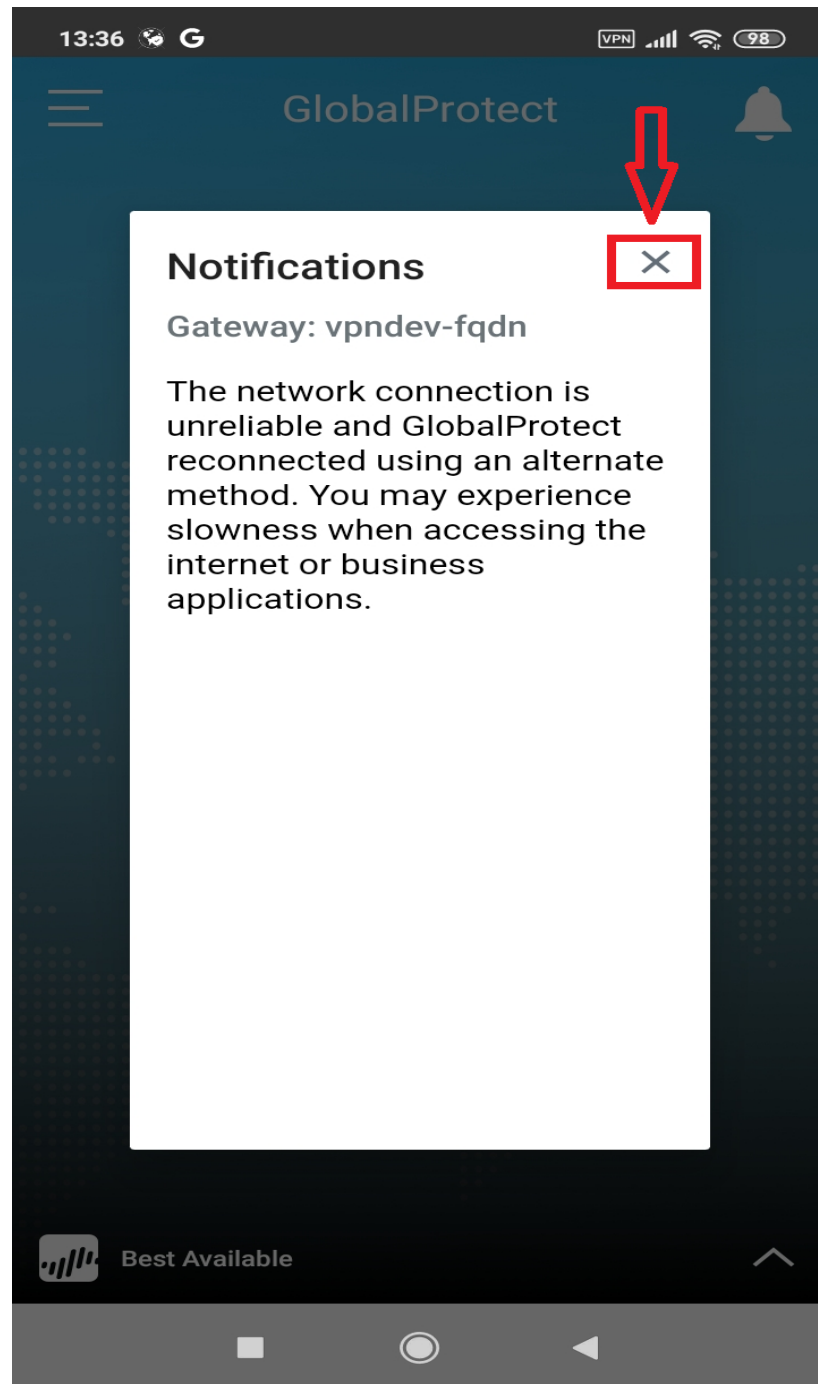 13:36 G VPN 98
GlobalProtect
Notifications
Gateway: vpndev-fqdn
The network connection is
unreliable and GlobalProtect
reconnected using an alternate
method. You may experience
slowness when accessing the
internet or business
applications.
Best Available